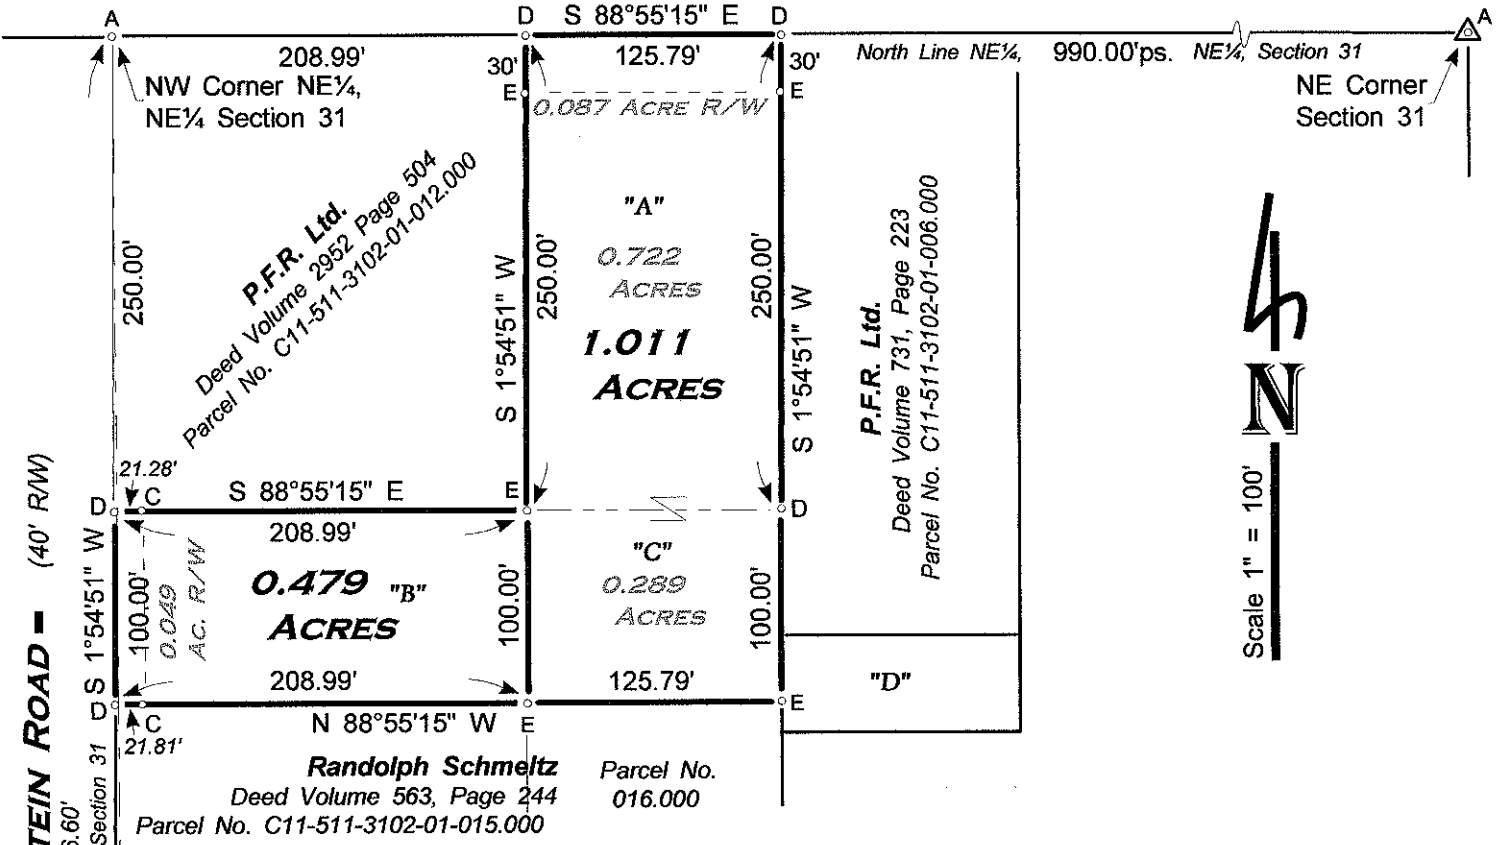 A
D S 88°55'15" E D
A
208.99'
125.79'
North Line NE¼, 990.00'ps. NE¼, Section 31
30'
30'
NW Corner NE¼,
NE¼ Section 31
NE Corner
Section 31
E
E
0.087 ACRE R/W
P.F.R. Ltd.
Deed Volume 2952 Page 504
Parcel No. C11-511-3102-01-012.000
250.00'
S 1°54'51" W
250.00'
"A"
0.722
ACRES
1.011
ACRES
250.00'
S 1°54'51" W
P.F.R. Ltd.
Deed Volume 731, Page 223
Parcel No. C11-511-3102-01-006.000
N
Scale 1" = 100'
21.28'
D C S 88°55'15" E E
D
208.99'
S 1°54'51" W
100.00'
0.049
AC. R/W
0.479 "B"
ACRES
100.00'
"C"
0.289
ACRES
100.00'
"D"
208.99'
125.79'
D C N 88°55'15" W E
E
21.81'
TEIN ROAD - (40' R/W)
6.60'
Section 31
Randolph Schmeltz
Deed Volume 563, Page 244
Parcel No. C11-511-3102-01-015.000
Parcel No.
016.000